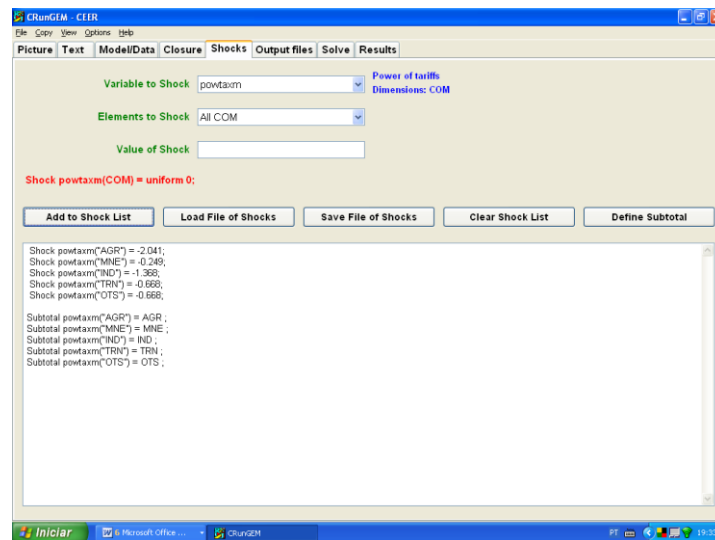 CRunGEM - CEER
File Copy View Options Help
Picture Text Model/Data Closure Shocks Output files Solve Results
Variable to Shock powtaxm Power of tariffs
Dimensions: COM
Elements to Shock All COM
Value of Shock
Shock powtaxm(COM) = uniform 0;
Add to Shock List Load File of Shocks Save File of Shocks Clear Shock List Define Subtotal
Shock powtaxm("AGR") = -2.041;
Shock powtaxm("MNE") = -0.249;
Shock powtaxm("IND") = -1.368;
Shock powtaxm("TRN") = -0.668;
Shock powtaxm("OTS") = -0.668;
Subtotal powtaxm("AGR") = AGR ;
Subtotal powtaxm("MNE") = MNE ;
Subtotal powtaxm("IND") = IND ;
Subtotal powtaxm("TRN") = TRN ;
Subtotal powtaxm("OTS") = OTS ;
Iniciar 6 Microsoft Office ... CRunGEM PT